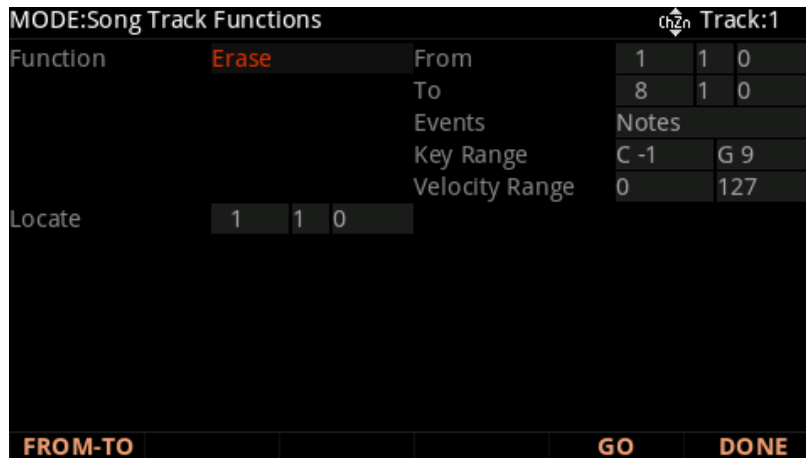 MODE:Song Track Functions ChZn Track:1
Function Erase From 1 1 0
To 8 1 0
Events Notes
Key Range C -1 G 9
Velocity Range 0 127
Locate 1 1 0
FROM-TO GO DONE